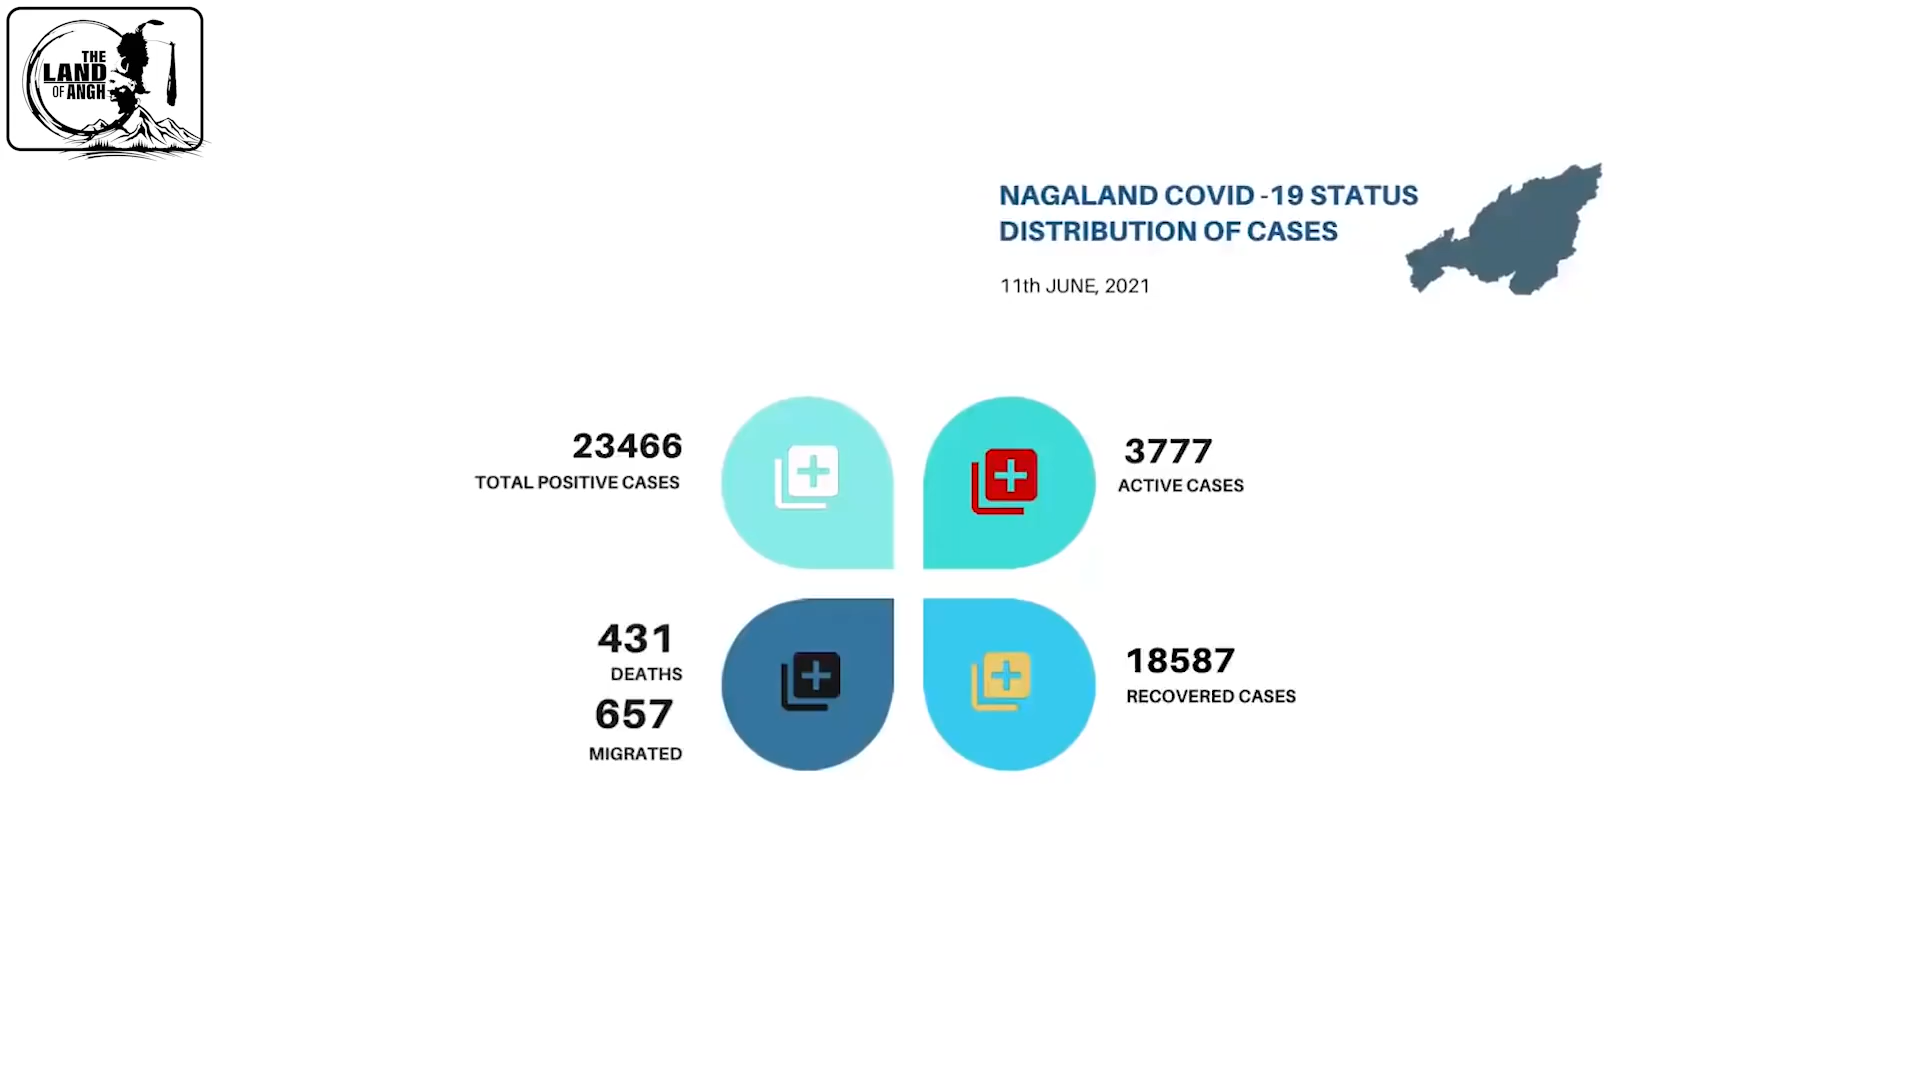 THE
LAND
OF ANGH
NAGALAND COVID -19 STATUS
DISTRIBUTION OF CASES
11th JUNE, 2021
23466
TOTAL POSITIVE CASES
3777
ACTIVE CASES
431
DEATHS
657
MIGRATED
18587
RECOVERED CASES